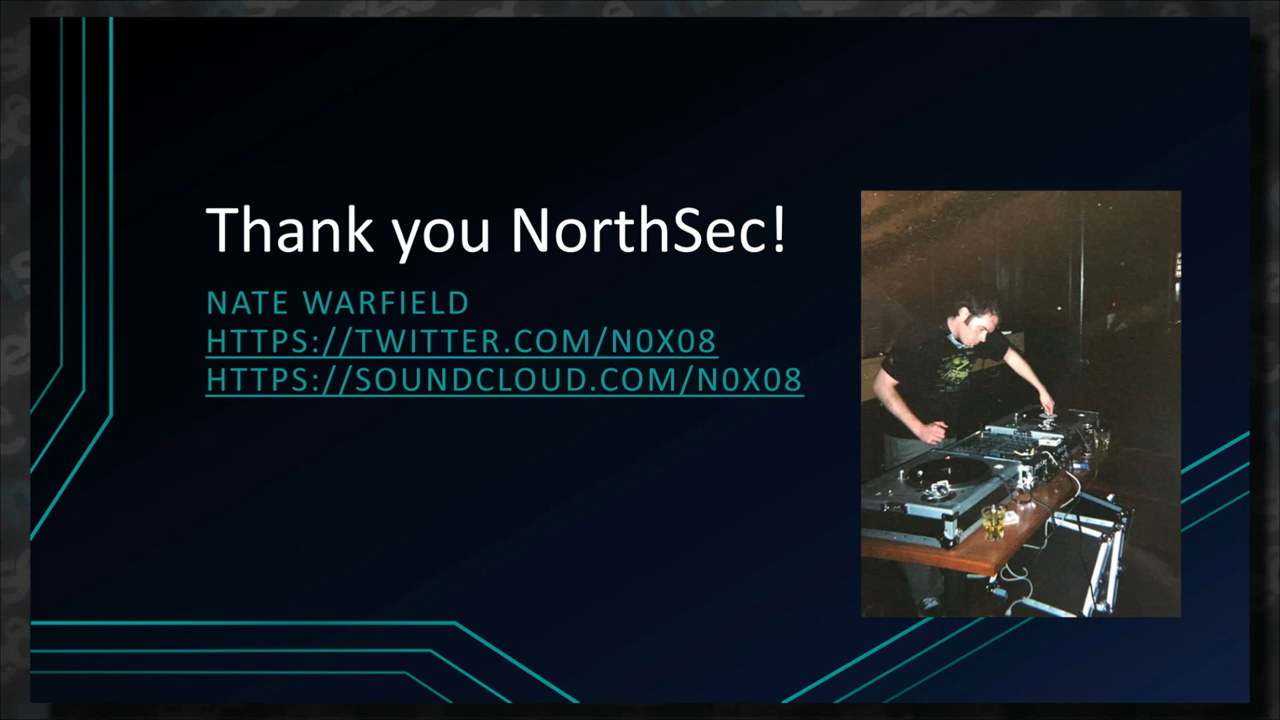 Thank you NorthSec!
NATE WARFIELD
HTTPS://TWITTER.COM/N0X08
HTTPS://SOUNDCLOUD.COM/N0X08